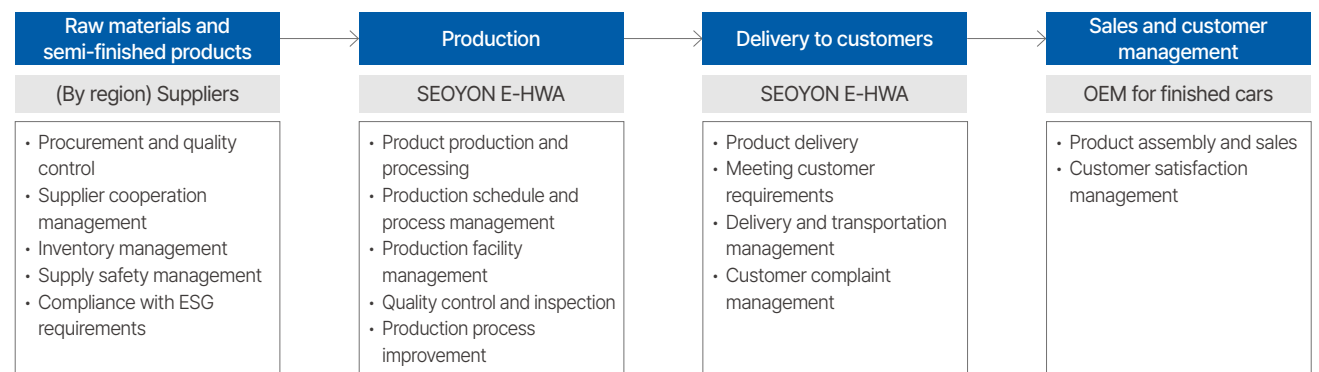 Raw materials and
semi-finished products
(By region) Suppliers
• Procurement and quality
control
• Supplier cooperation
management
• Inventory management
• Supply safety management
• Compliance with ESG
requirements
Production
SEOYON E-HWA
• Product production and
processing
• Production schedule and
process management
• Production facility
management
• Quality control and inspection
• Production process
improvement
Delivery to customers
SEOYON E-HWA
• Product delivery
• Meeting customer
requirements
• Delivery and transportation
management
• Customer complaint
management
Sales and customer
management
OEM for finished cars
• Product assembly and sales
• Customer satisfaction
management